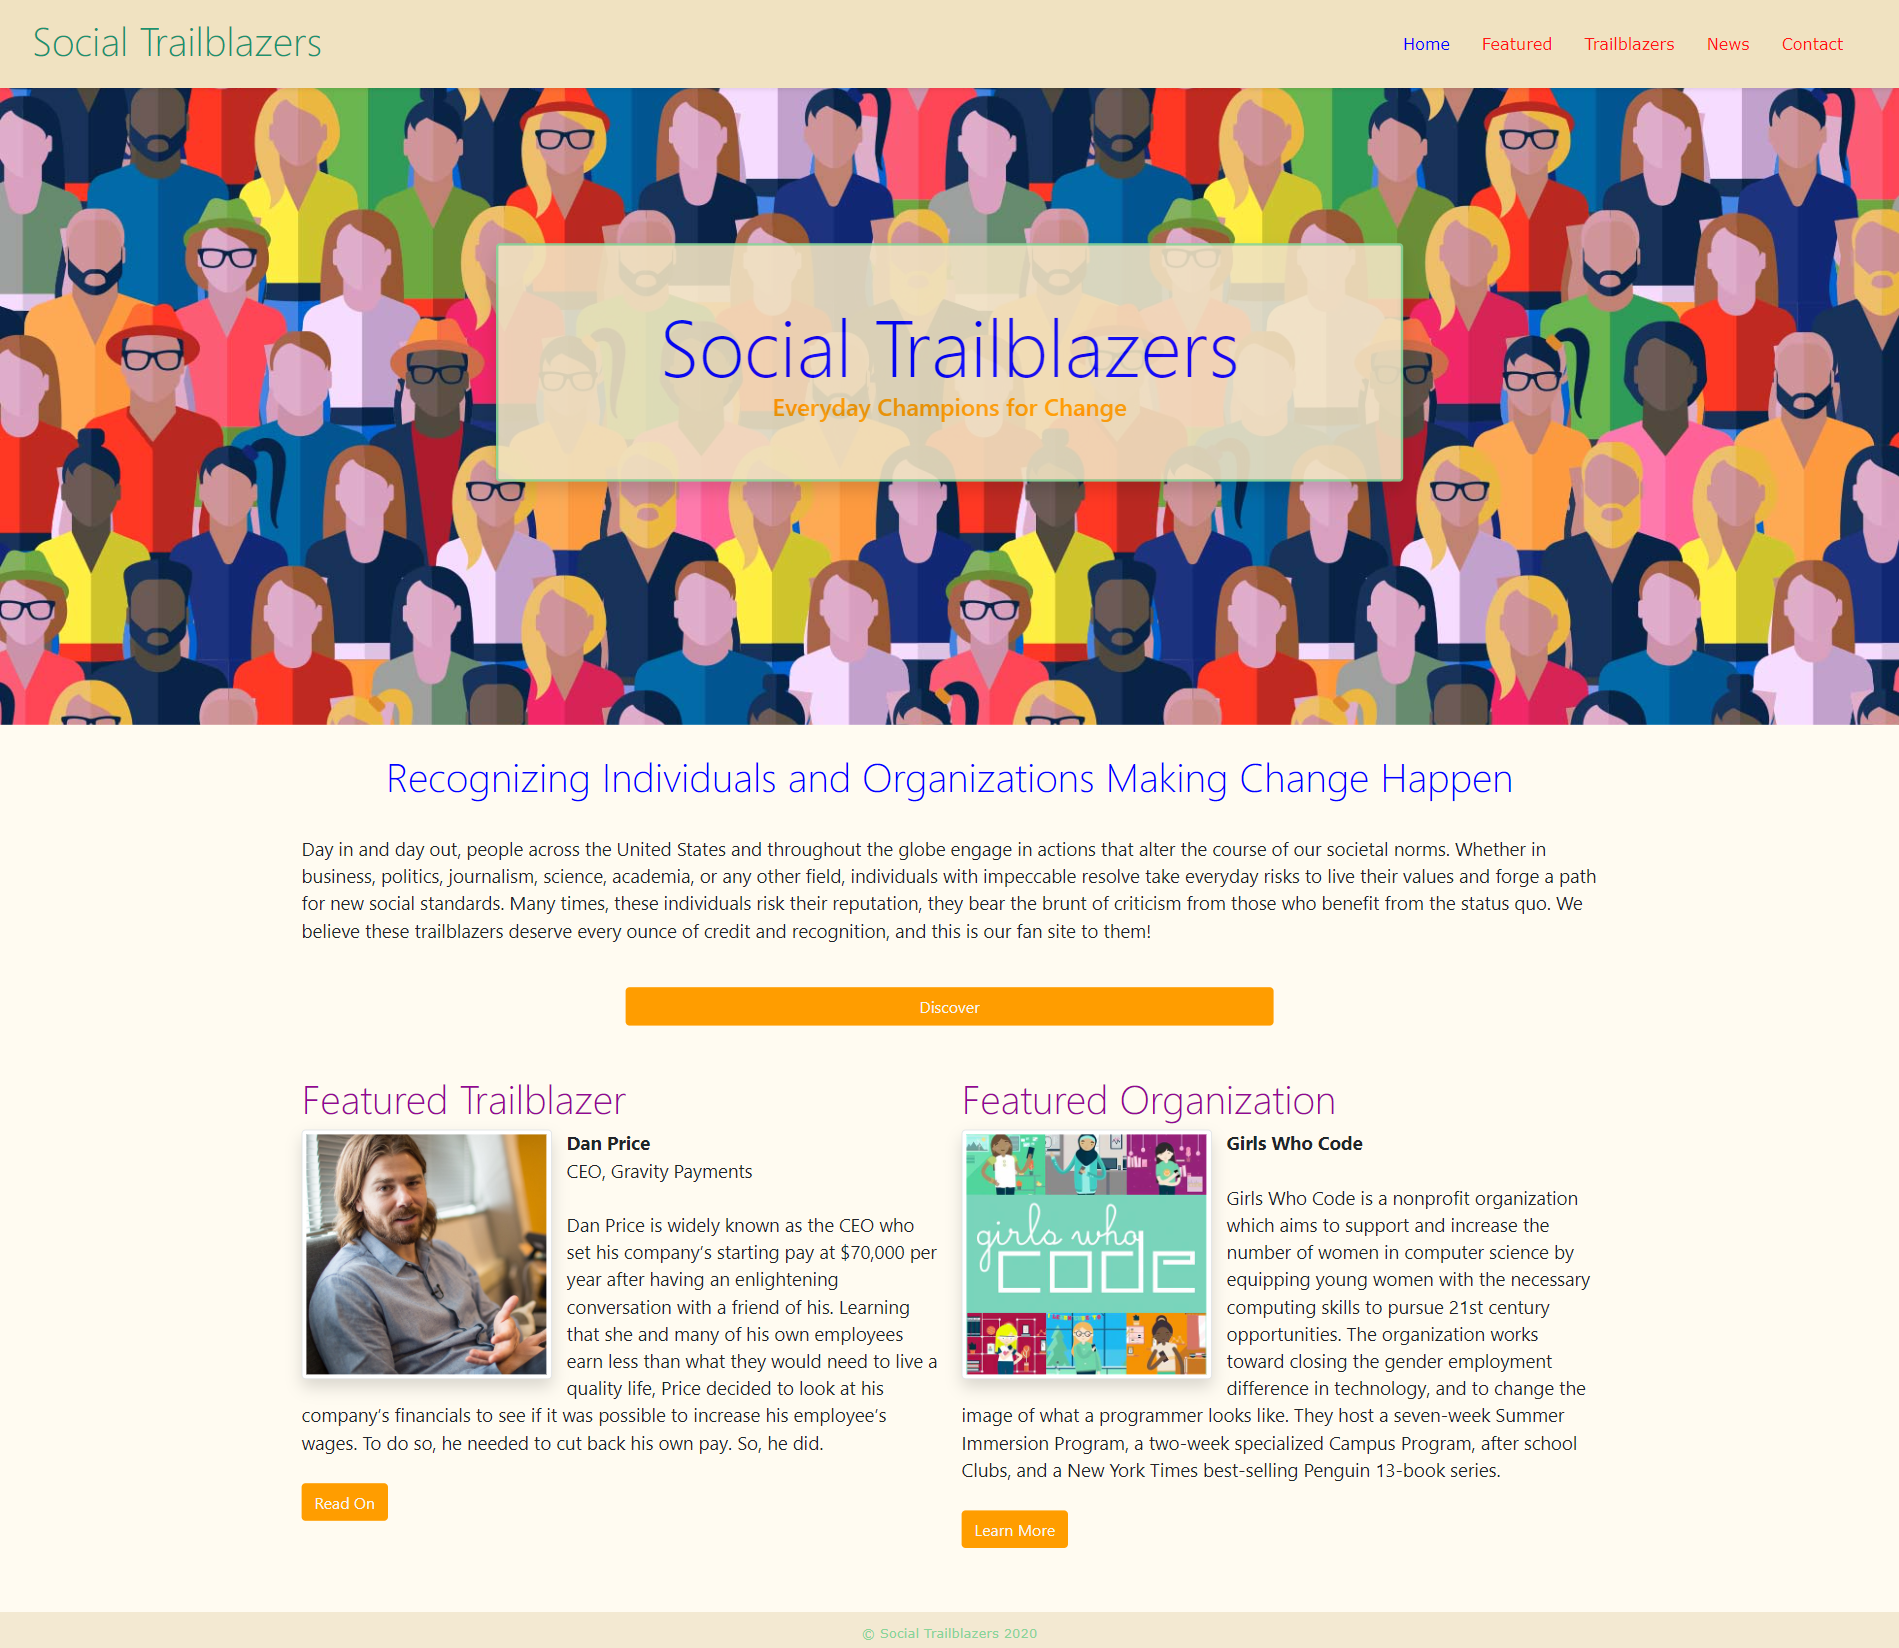 Social Trailblazers
Home Featured Trailblazers News Contact
Social Trailblazers
Everyday Champions for Change
Recognizing Individuals and Organizations Making Change Happen
Day in and day out, people across the United States and throughout the globe engage in actions that alter the course of our societal norms. Whether in
business, politics, journalism, science, academia, or any other field, individuals with impeccable resolve take everyday risks to live their values and forge a path
for new social standards. Many times, these individuals risk their reputation, they bear the brunt of criticism from those who benefit from the status quo. We
believe these trailblazers deserve every ounce of credit and recognition, and this is our fan site to them!
Discover
Featured Trailblazer
Dan Price
CEO, Gravity Payments
Dan Price is widely known as the CEO who
set his company's starting pay at $70,000 per
year after having an enlightening
conversation with a friend of his. Learning
that she and many of his own employees
earn less than what they would need to live a
quality life, Price decided to look at his
company's financials to see if it was possible to increase his employee's
wages. To do so, he needed to cut back his own pay. So, he did.
Read On
Featured Organization
girls who
code
Girls Who Code
Girls Who Code is a nonprofit organization
which aims to support and increase the
number of women in computer science by
equipping young women with the necessary
computing skills to pursue 21st century
opportunities. The organization works
toward closing the gender employment
difference in technology, and to change the
image of what a programmer looks like. They host a seven-week Summer
Immersion Program, a two-week specialized Campus Program, after school
Clubs, and a New York Times best-selling Penguin 13-book series.
Learn More
© Social Trailblazers 2020